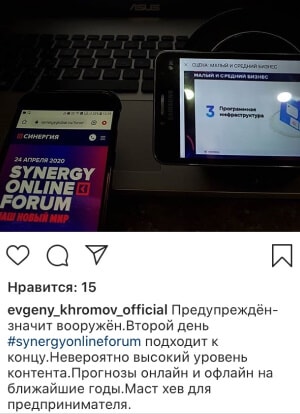 ASUS
synergyonlineforum
СИНЕРГИЯ
24 АПРЕЛЯ 2020
SYNERGY
ONLINE
FORUM
ВАШ НОВЫЙ МИР
СЦЕНА: МАЛЫЙ И СРЕДНИЙ БИЗНЕС
МАЛЫЙ И СРЕДНИЙ БИЗНЕС
3 Программная
инфраструктура
Нравится: 15
evgeny_khromov_official Предупреждён-
значит вооружён.Второй день
#synergyonlineforum подходит к
концу.Невероятно высокий уровень
контента.Прогнозы онлайн и офлайн на
ближайшие годы.Маст хев для
предпринимателя.